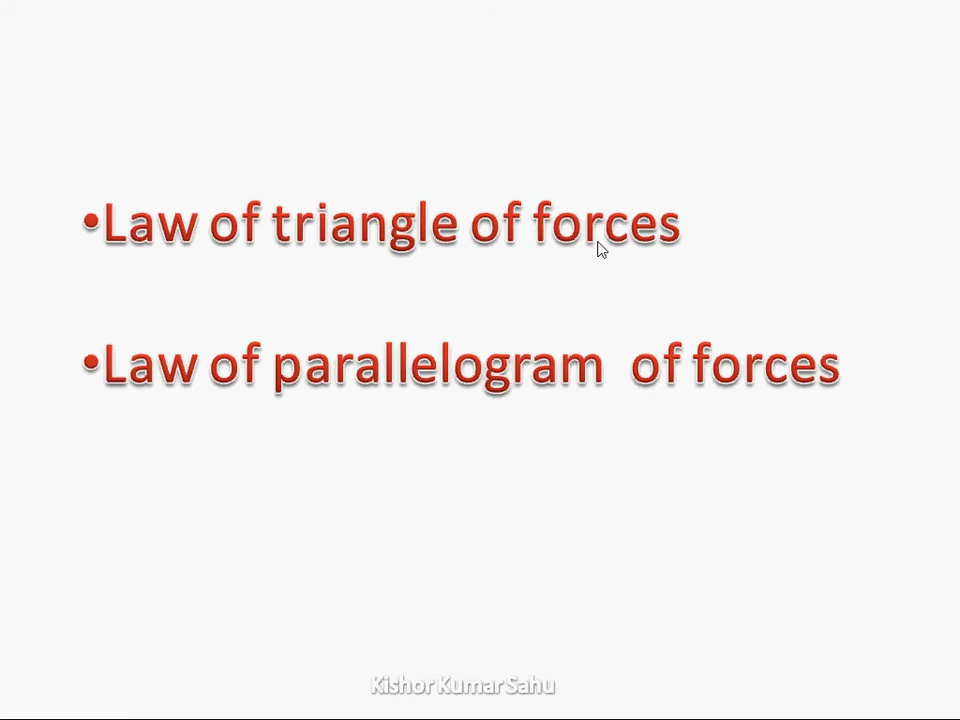 •Law of triangle of forces
•Law of parallelogram of forces
Kishor Kumar Sahu